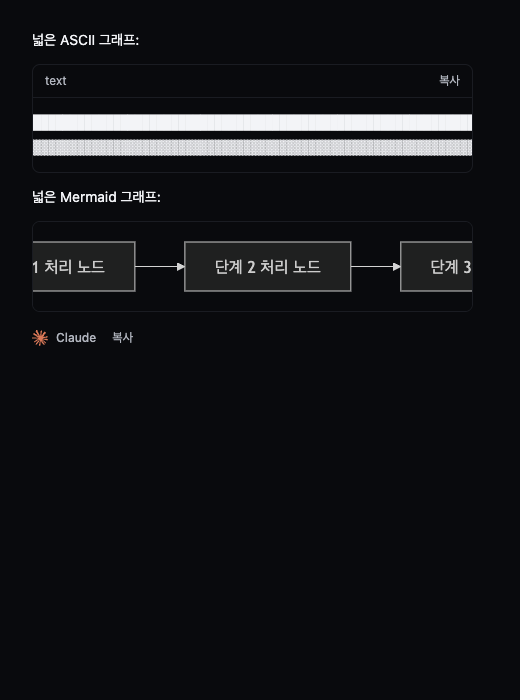 넓은 ASCII 그래프:
text 복사
넓은 Mermaid 그래프:
1 처리 노드 단계 2 처리 노드 단계 3
Claude 복사